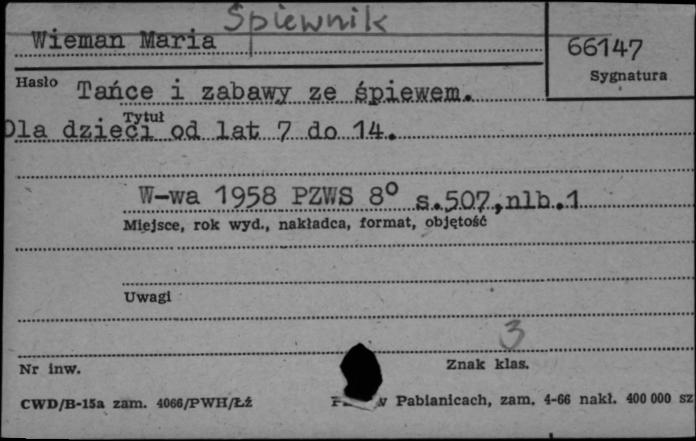 Śpiewnik
Wieman Maria
66147
Sygnatura
Hasło Tańce i zabawy ze śpiewem.
Tytuł
Dla dzieci od lat 7 do 14.
W-wa 1958 PZWS 8° s.507,nlb.1
Miejsce, rok wyd., nakładca, format, objętość
Uwagi
3
Nr inw. Znak klas.
CWD/B-15a zam. 4066/PWH/Łź w Pabianicach, zam. 4-66 nakł. 400 000 sz